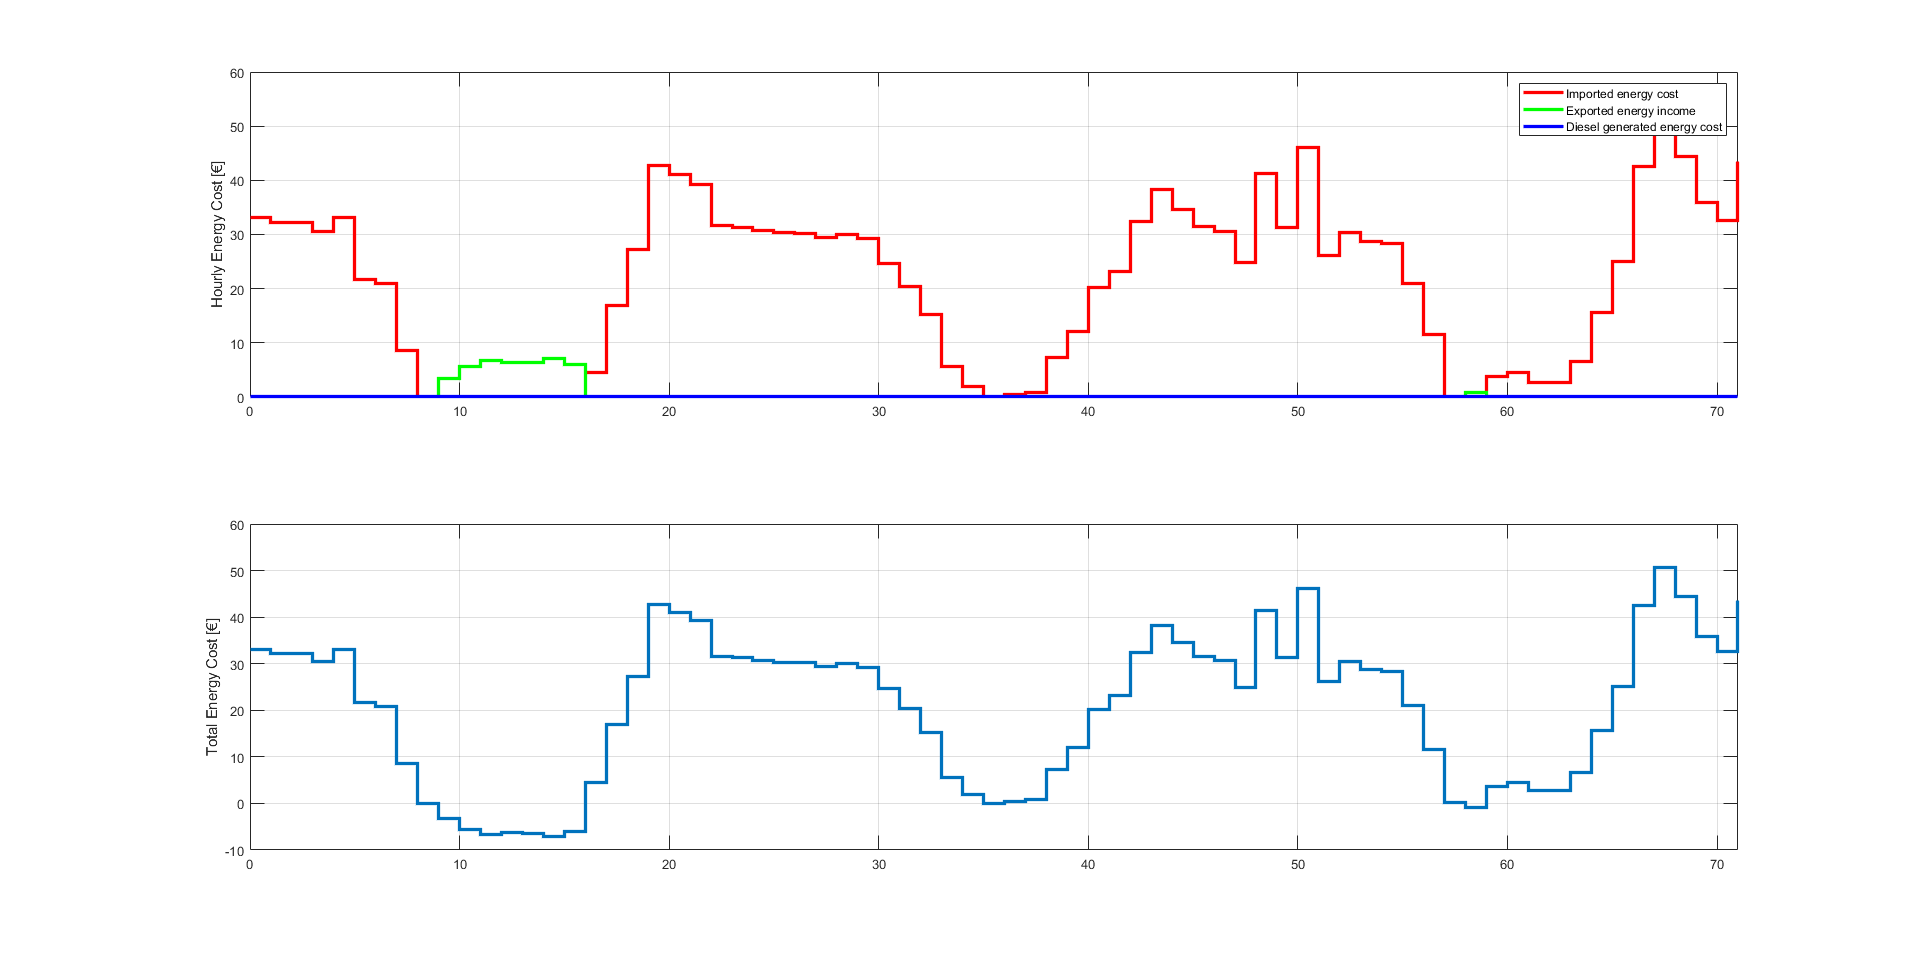 60
50
40
30
20
10
0
Hourly Energy Cost [€]
Imported energy cost
Exported energy income
Diesel generated energy cost
0 10 20 30 40 50 60 70
60
50
40
30
20
10
0
-10
Total Energy Cost [€]
0 10 20 30 40 50 60 70